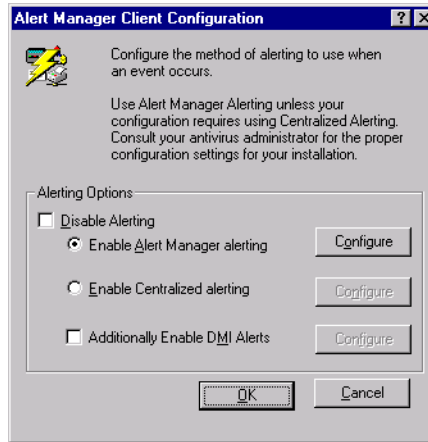 Alert Manager Client Configuration
Configure the method of alerting to use when
an event occurs.
Use Alert Manager Alerting unless your
configuration requires using Centralized Alerting.
Consult your antivirus administrator for the proper
configuration settings for your installation.
Alerting Options
Disable Alerting
Enable Alert Manager alerting
Configure
Enable Centralized alerting
Configure
Additionally Enable DMI Alerts
Configure
OK
Cancel